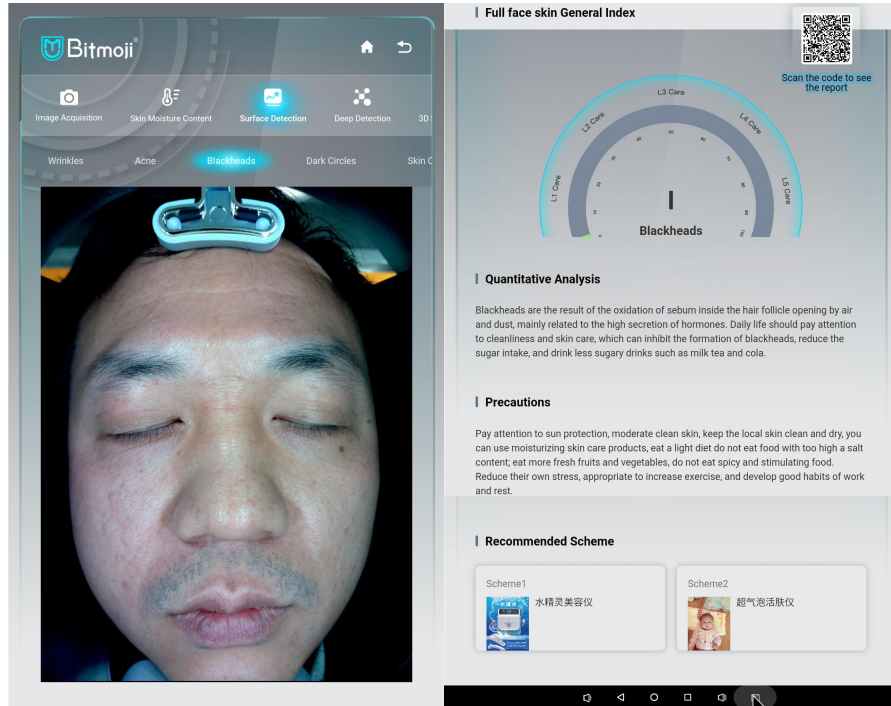 Bitmoji
Image Acquisition
Skin Moisture Content
Surface Detection
Deep Detection
3D
Wrinkles
Acne
Blackheads
Dark Circles
Skin C
Full face skin General Index
Scan the code to see
the report
L1 Care
L2 Care
L3 Care
L4 Care
L5 Care
I
Blackheads
Quantitative Analysis
Blackheads are the result of the oxidation of sebum inside the hair follicle opening by air
and dust, mainly related to the high secretion of hormones. Daily life should pay attention
to cleanliness and skin care, which can inhibit the formation of blackheads, reduce the
sugar intake, and drink less sugary drinks such as milk tea and cola.
Precautions
Pay attention to sun protection, moderate clean skin, keep the local skin clean and dry, you
can use moisturizing skin care products, eat a light diet do not eat food with too high a salt
content; eat more fresh fruits and vegetables, do not eat spicy and stimulating food.
Reduce their own stress, appropriate to increase exercise, and develop good habits of work
and rest.
Recommended Scheme
Scheme1
水精灵美容仪
Scheme2
超气泡活肤仪